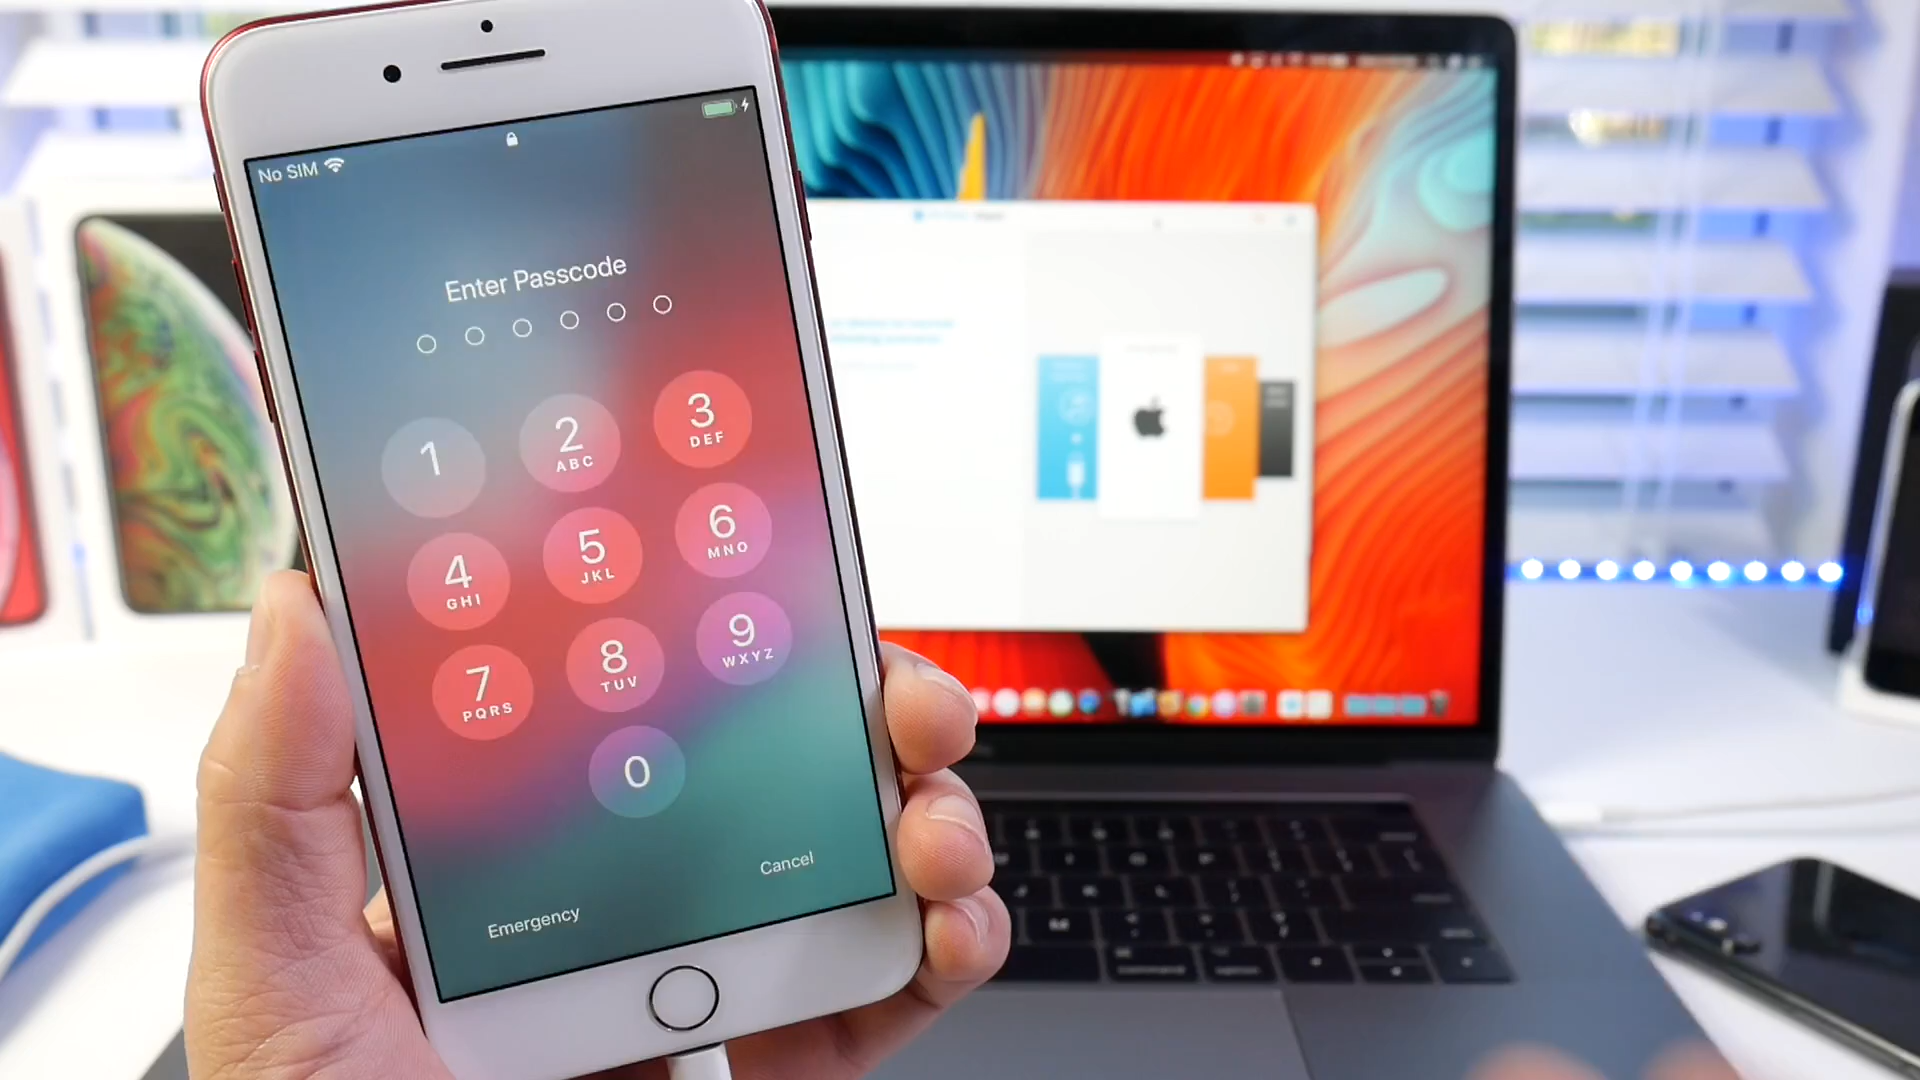 No SIM
Enter Passcode
1
2
ABC
3
DEF
4
GHI
5
JKL
6
MNO
7
PQRS
8
TUV
9
WXYZ
0
Cancel
Emergency